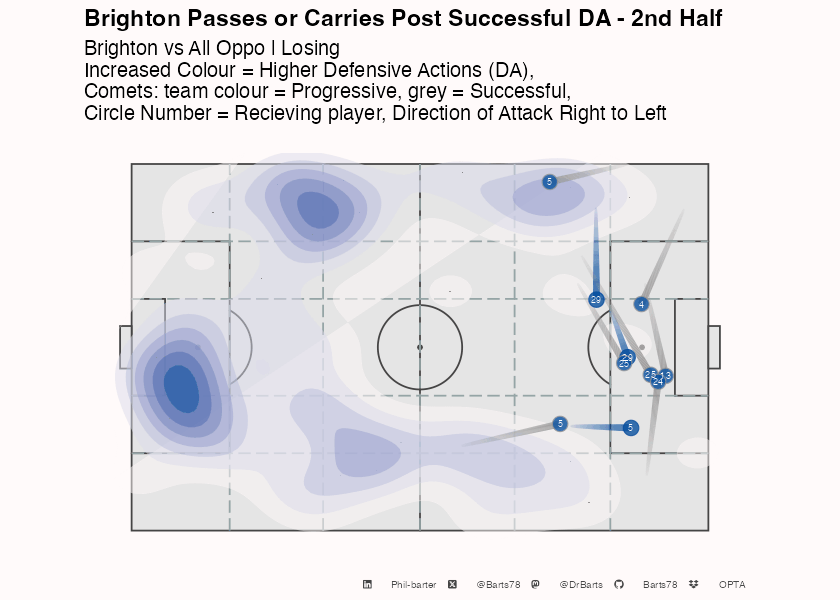 Brighton Passes or Carries Post Successful DA - 2nd Half
Brighton vs All Oppo | Losing
Increased Colour = Higher Defensive Actions (DA),
Comets: team colour = Progressive, grey = Successful,
Circle Number = Recieving player, Direction of Attack Right to Left
5
29
4
29
25
25 13
24
5
5
Phil-barter @Barts78 @DrBarts Barts78 OPTA